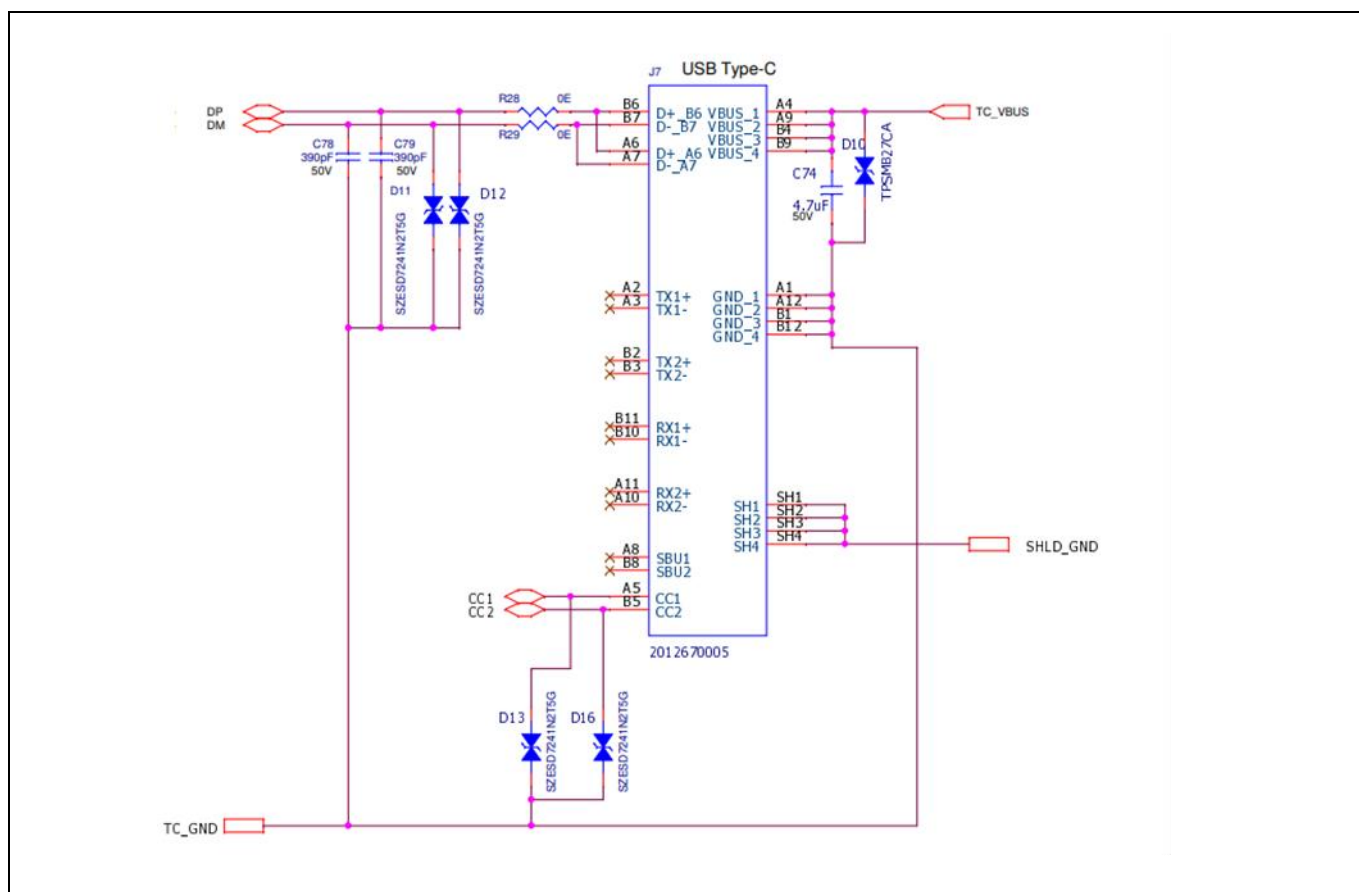 J7 USB Type-C
DP
DM
R28 0E
R29 0E
C78
390pF
50V
C79
390pF
50V
D11
SZESD7241N2T5G
D12
SZESD7241N2T5G
B6 D+_B6 VBUS_1 A4
B7 D-_B7 VBUS_2 A9
VBUS_3 B4
A6 D+_A6 VBUS_4 B9
A7 D-_A7
TC_VBUS
D10
TPSMB27CA
C74
4.7uF
50V
A2 TX1+ GND_1 A1
A3 TX1- GND_2 A12
GND_3 B1
GND_4 B12
B2 TX2+
B3 TX2-
B11 RX1+
B10 RX1-
A11 RX2+
A10 RX2-
SH1 SH1
SH2 SH2
SH3 SH3
SH4 SH4
SHLD_GND
A8 SBU1
B8 SBU2
CC1 A5 CC1
CC2 B5 CC2
2012670005
D13
SZESD7241N2T5G
D16
SZESD7241N2T5G
TC_GND